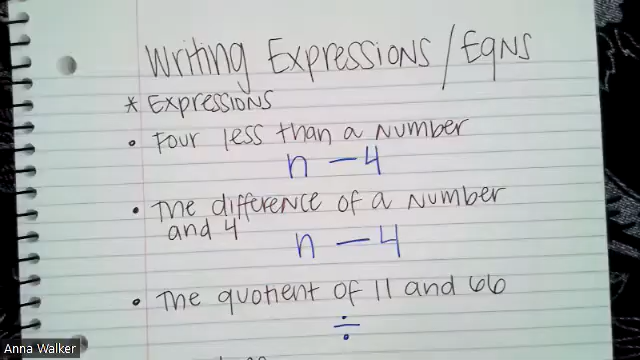 Writing Expressions/Eqns
* Expressions
• Four less than a number
n - 4
• The difference of a number
and 4
n - 4
• The quotient of 11 and 66
÷
Anna Walker